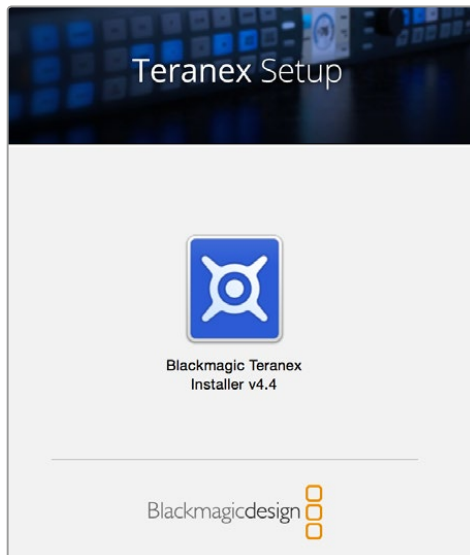 Teranex Setup
Blackmagic Teranex
Installer v4.4
Blackmagicdesign